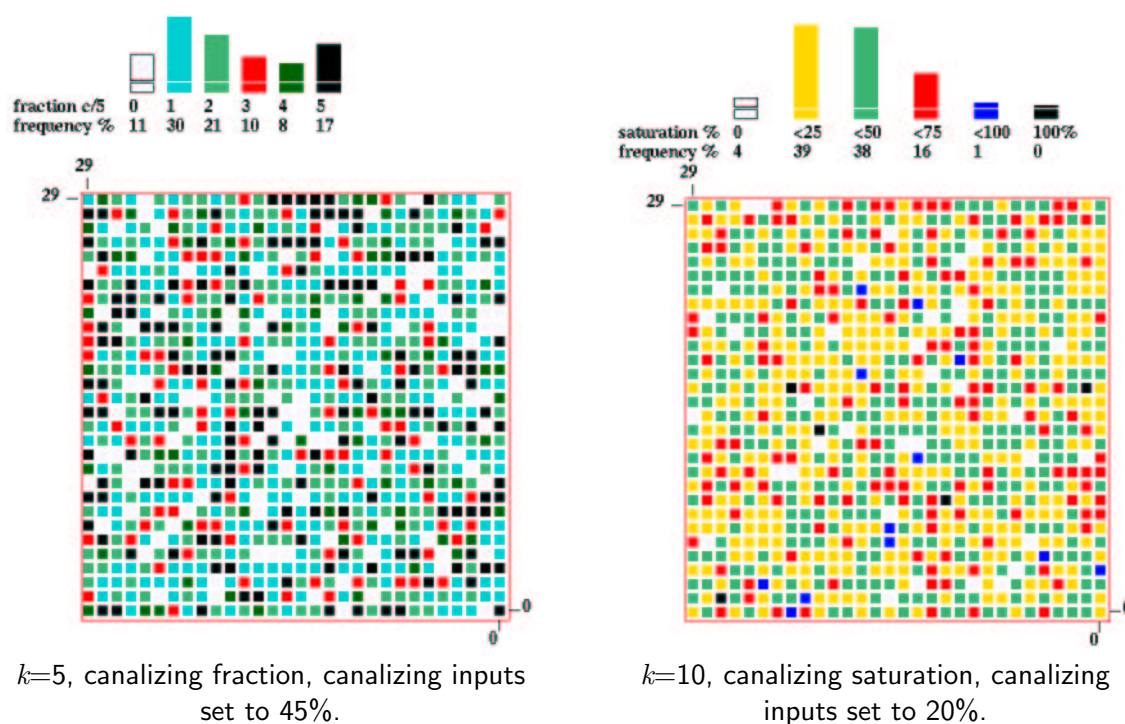 fraction c/5 0 1 2 3 4 5
frequency % 11 30 21 10 8 17
29
29
0
0
k=5, canalizing fraction, canalizing inputs
set to 45%.
saturation % 0 <25 <50 <75 <100 100%
frequency % 4 39 38 16 1 0
29
29
0
0
k=10, canalizing saturation, canalizing
inputs set to 20%.